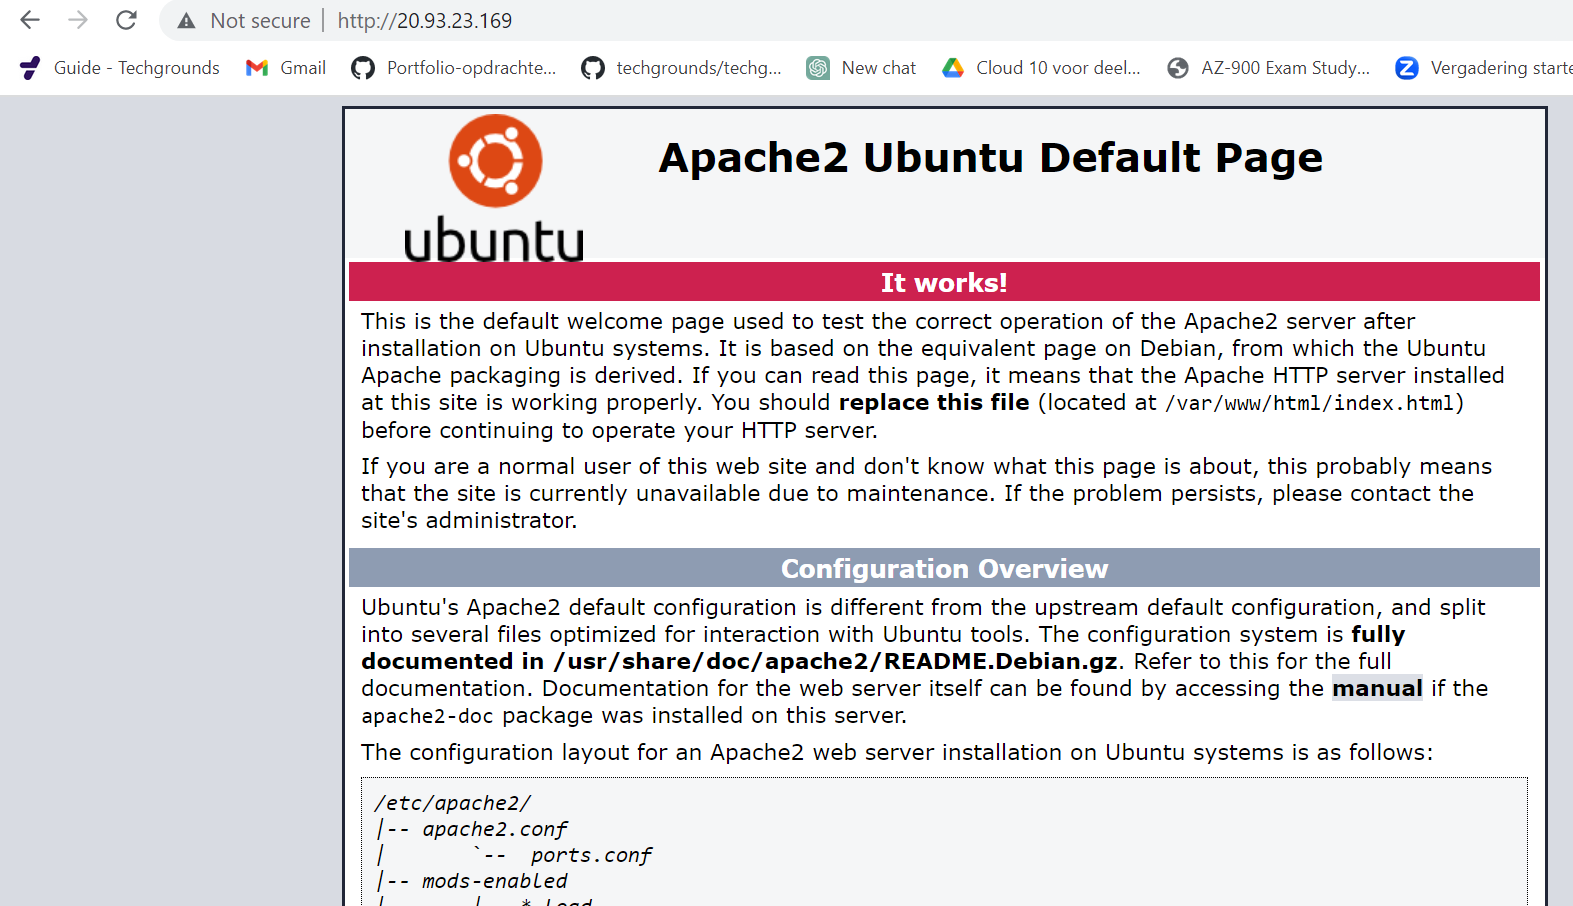 Not secure | http://20.93.23.169
Guide - Techgrounds Gmail Portfolio-opdrachte... techgrounds/techg... New chat Cloud 10 voor deel... AZ-900 Exam Study... Vergadering starte
ubuntu
Apache2 Ubuntu Default Page
It works!
This is the default welcome page used to test the correct operation of the Apache2 server after
installation on Ubuntu systems. It is based on the equivalent page on Debian, from which the Ubuntu
Apache packaging is derived. If you can read this page, it means that the Apache HTTP server installed
at this site is working properly. You should replace this file (located at /var/www/html/index.html)
before continuing to operate your HTTP server.
If you are a normal user of this web site and don't know what this page is about, this probably means
that the site is currently unavailable due to maintenance. If the problem persists, please contact the
site's administrator.
Configuration Overview
Ubuntu's Apache2 default configuration is different from the upstream default configuration, and split
into several files optimized for interaction with Ubuntu tools. The configuration system is fully
documented in /usr/share/doc/apache2/README.Debian.gz. Refer to this for the full
documentation. Documentation for the web server itself can be found by accessing the manual if the
apache2-doc package was installed on this server.
The configuration layout for an Apache2 web server installation on Ubuntu systems is as follows:
/etc/apache2/
|-- apache2.conf
|       `--  ports.conf
|-- mods-enabled
|       |-- *.load